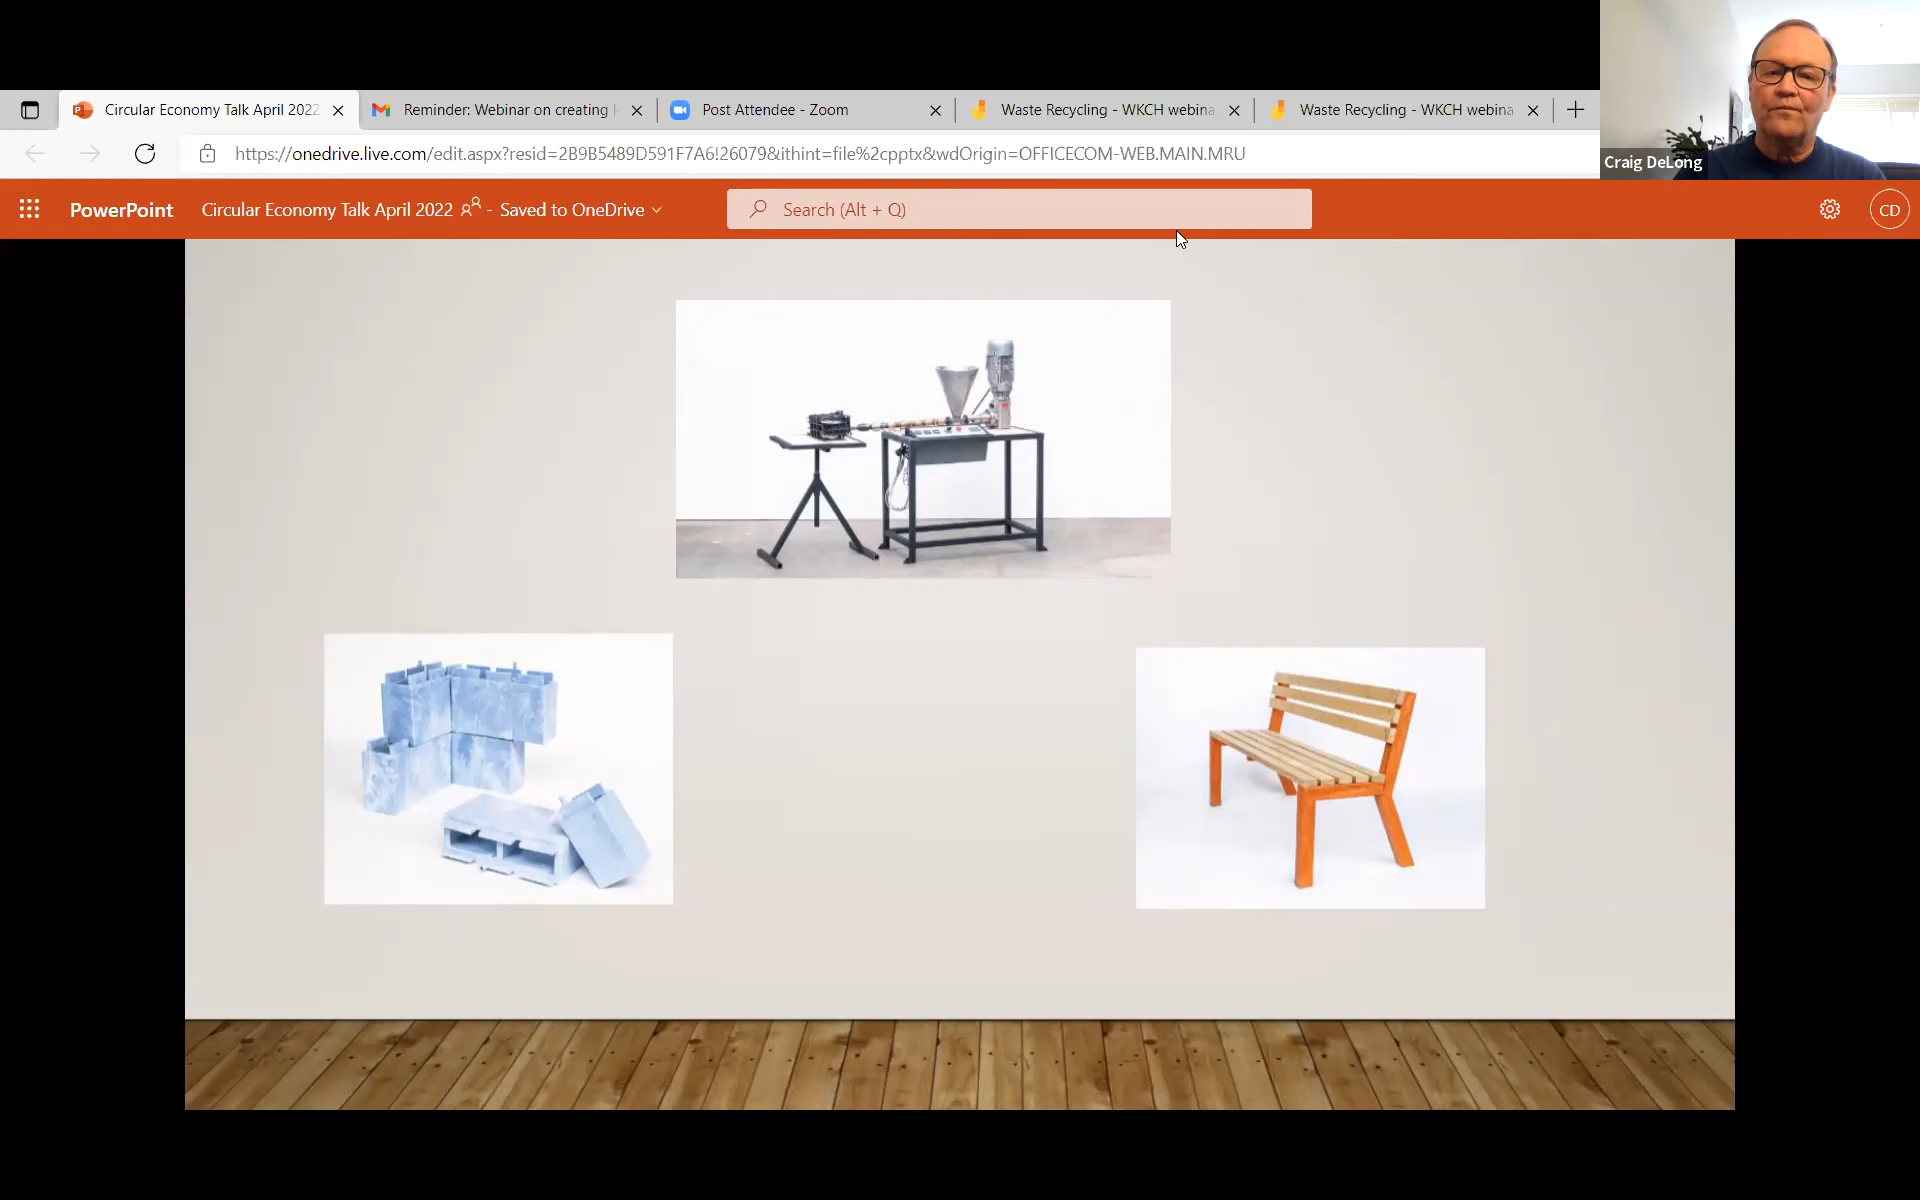 Circular Economy Talk April 2022
Reminder: Webinar on creating
Post Attendee - Zoom
Waste Recycling - WKCH webina
Waste Recycling - WKCH webina
https://onedrive.live.com/edit.aspx?resid=2B9B5489D591F7A6!26079&ithint=file%2cpptx&wdOrigin=OFFICECOM-WEB.MAIN.MRU
Craig DeLong
PowerPoint
Circular Economy Talk April 2022 - Saved to OneDrive
Search (Alt + Q)
CD